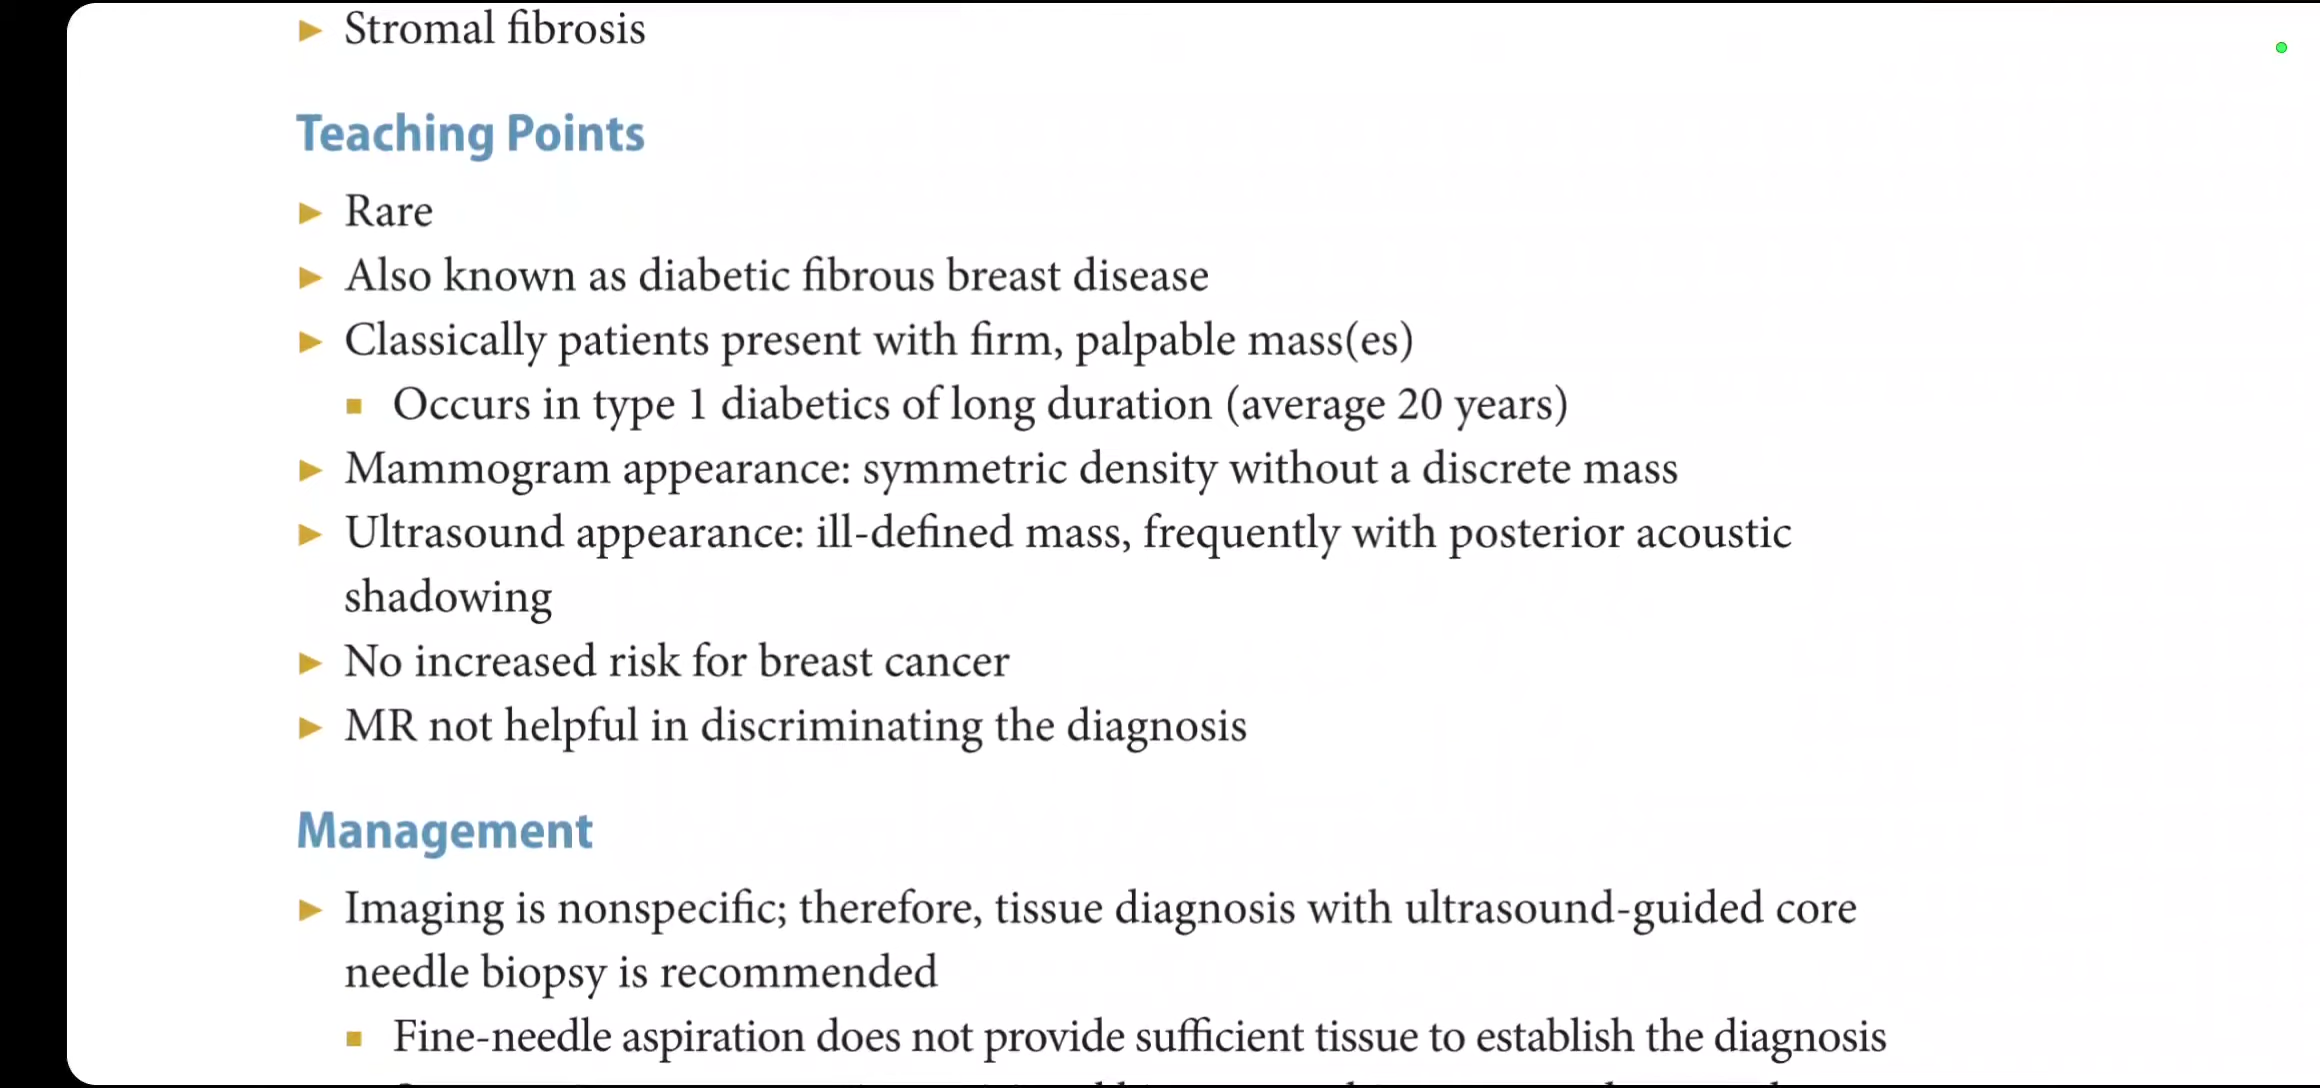 ► Stromal fibrosis
Teaching Points
► Rare
► Also known as diabetic fibrous breast disease
► Classically patients present with firm, palpable mass(es)
■ Occurs in type 1 diabetics of long duration (average 20 years)
► Mammogram appearance: symmetric density without a discrete mass
► Ultrasound appearance: ill-defined mass, frequently with posterior acoustic
shadowing
► No increased risk for breast cancer
► MR not helpful in discriminating the diagnosis
Management
► Imaging is nonspecific; therefore, tissue diagnosis with ultrasound-guided core
needle biopsy is recommended
■ Fine-needle aspiration does not provide sufficient tissue to establish the diagnosis